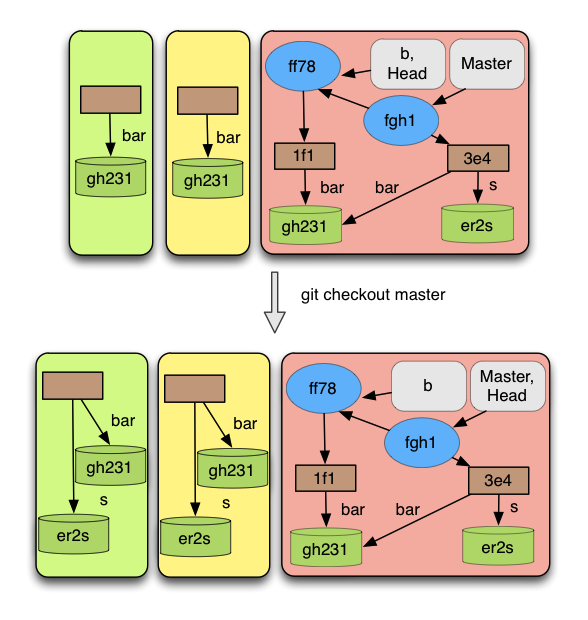 b,
Head
Master
ff78
fgh1
bar
bar
1f1
3e4
gh231
gh231
bar
bar
s
gh231
er2s
git checkout master
b
Master,
Head
ff78
fgh1
bar
bar
gh231
gh231
1f1
3e4
s
s
bar
bar
s
er2s
er2s
gh231
er2s